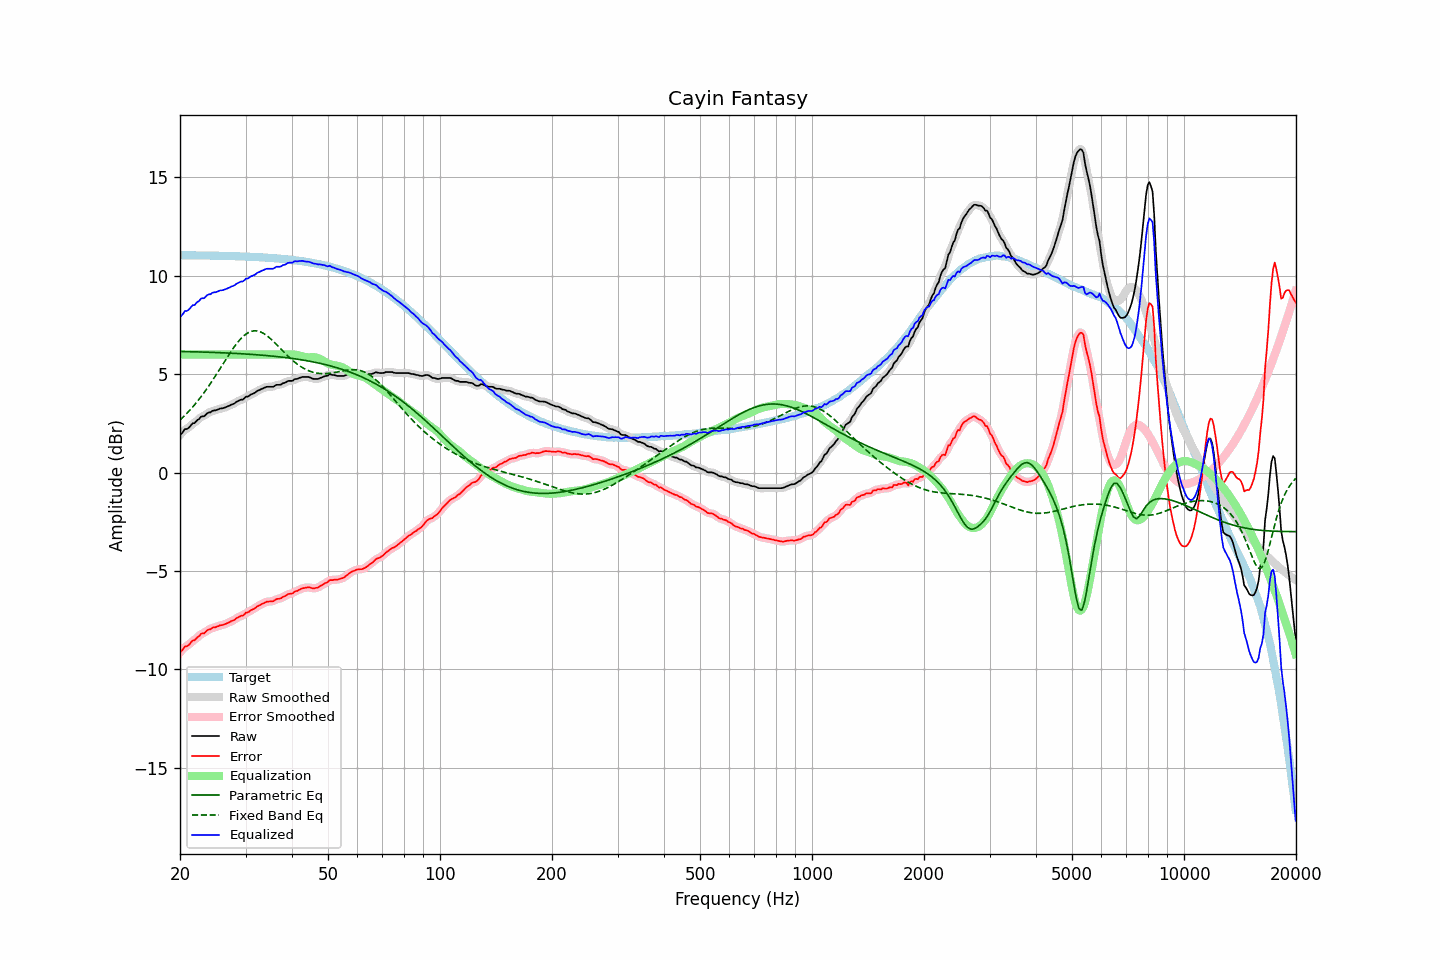 Cayin Fantasy
Amplitude (dBr)
15
10
5
0
−5
−10
−15
Target
Raw Smoothed
Error Smoothed
Raw
Error
Equalization
Parametric Eq
Fixed Band Eq
Equalized
20 50 100 200 500 1000 2000 5000 10000 20000
Frequency (Hz)